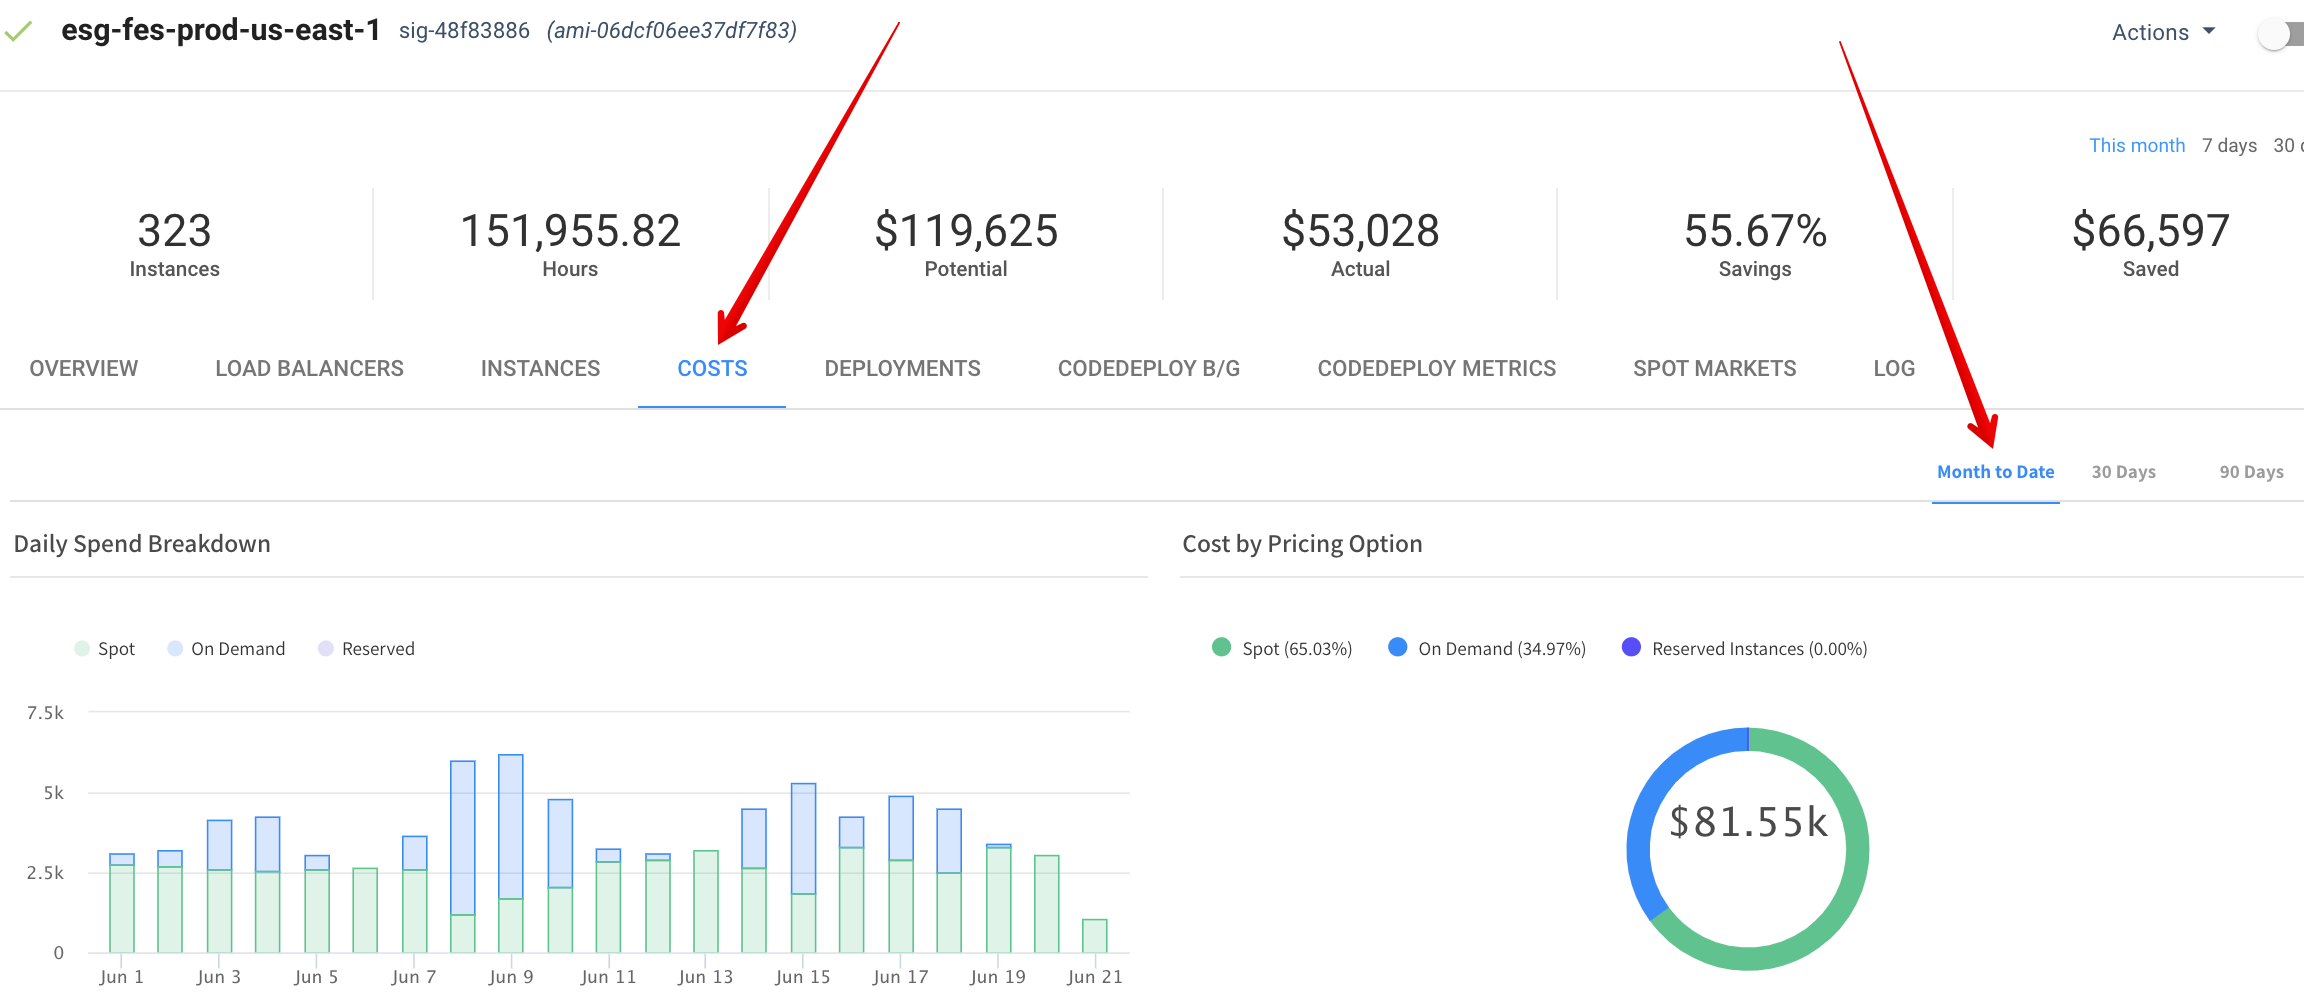 esg-fes-prod-us-east-1 sig-48f83886 (ami-06dcf06ee37df7f83) Actions
This month 7 days 30
323 151,955.82 $119,625 $53,028 55.67% $66,597
Instances Hours Potential Actual Savings Saved
OVERVIEW LOAD BALANCERS INSTANCES COSTS DEPLOYMENTS CODEDEPLOY B/G CODEDEPLOY METRICS SPOT MARKETS LOG
Month to Date 30 Days 90 Days
Daily Spend Breakdown
Spot On Demand Reserved
7.5k
5k
2.5k
0
Jun 1 Jun 3 Jun 5 Jun 7 Jun 9 Jun 11 Jun 13 Jun 15 Jun 17 Jun 19 Jun 21
Cost by Pricing Option
Spot (65.03%) On Demand (34.97%) Reserved Instances (0.00%)
$81.55k